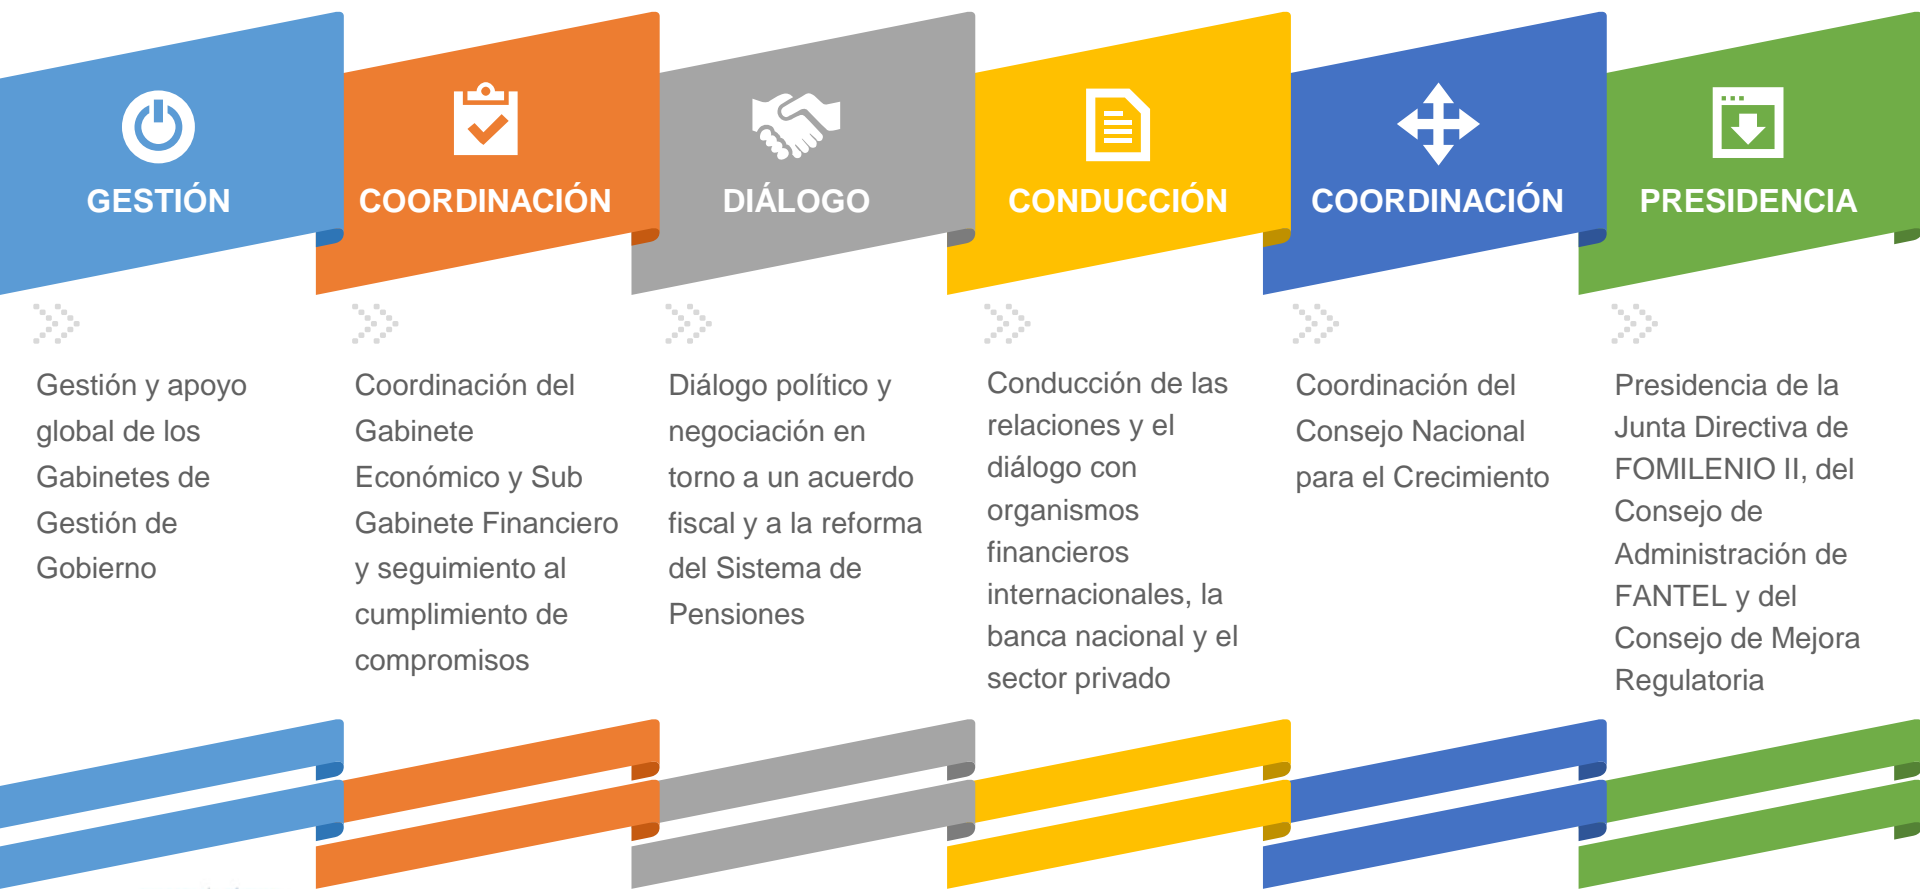 GESTIÓN
Gestión y apoyo
global de los
Gabinetes de
Gestión de
Gobierno
COORDINACIÓN
Coordinación del
Gabinete
Económico y Sub
Gabinete Financiero
y seguimiento al
cumplimiento de
compromisos
DIÁLOGO
Diálogo político y
negociación en
torno a un acuerdo
fiscal y a la reforma
del Sistema de
Pensiones
CONDUCCIÓN
Conducción de las
relaciones y el
diálogo con
organismos
financieros
internacionales, la
banca nacional y el
sector privado
COORDINACIÓN
Coordinación del
Consejo Nacional
para el Crecimiento
PRESIDENCIA
Presidencia de la
Junta Directiva de
FOMILENIO II, del
Consejo de
Administración de
FANTEL y del
Consejo de Mejora
Regulatoria